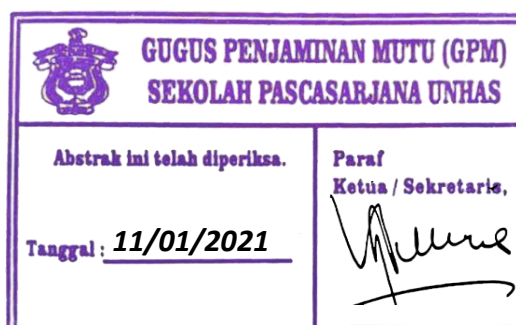 GUGUS PENJAMINAN MUTU (GPM)
SEKOLAH PASCASARJANA UNHAS
Abstrak ini telah diperiksa.
Tanggal : 11/01/2021
Paraf
Ketua / Sekretaris,